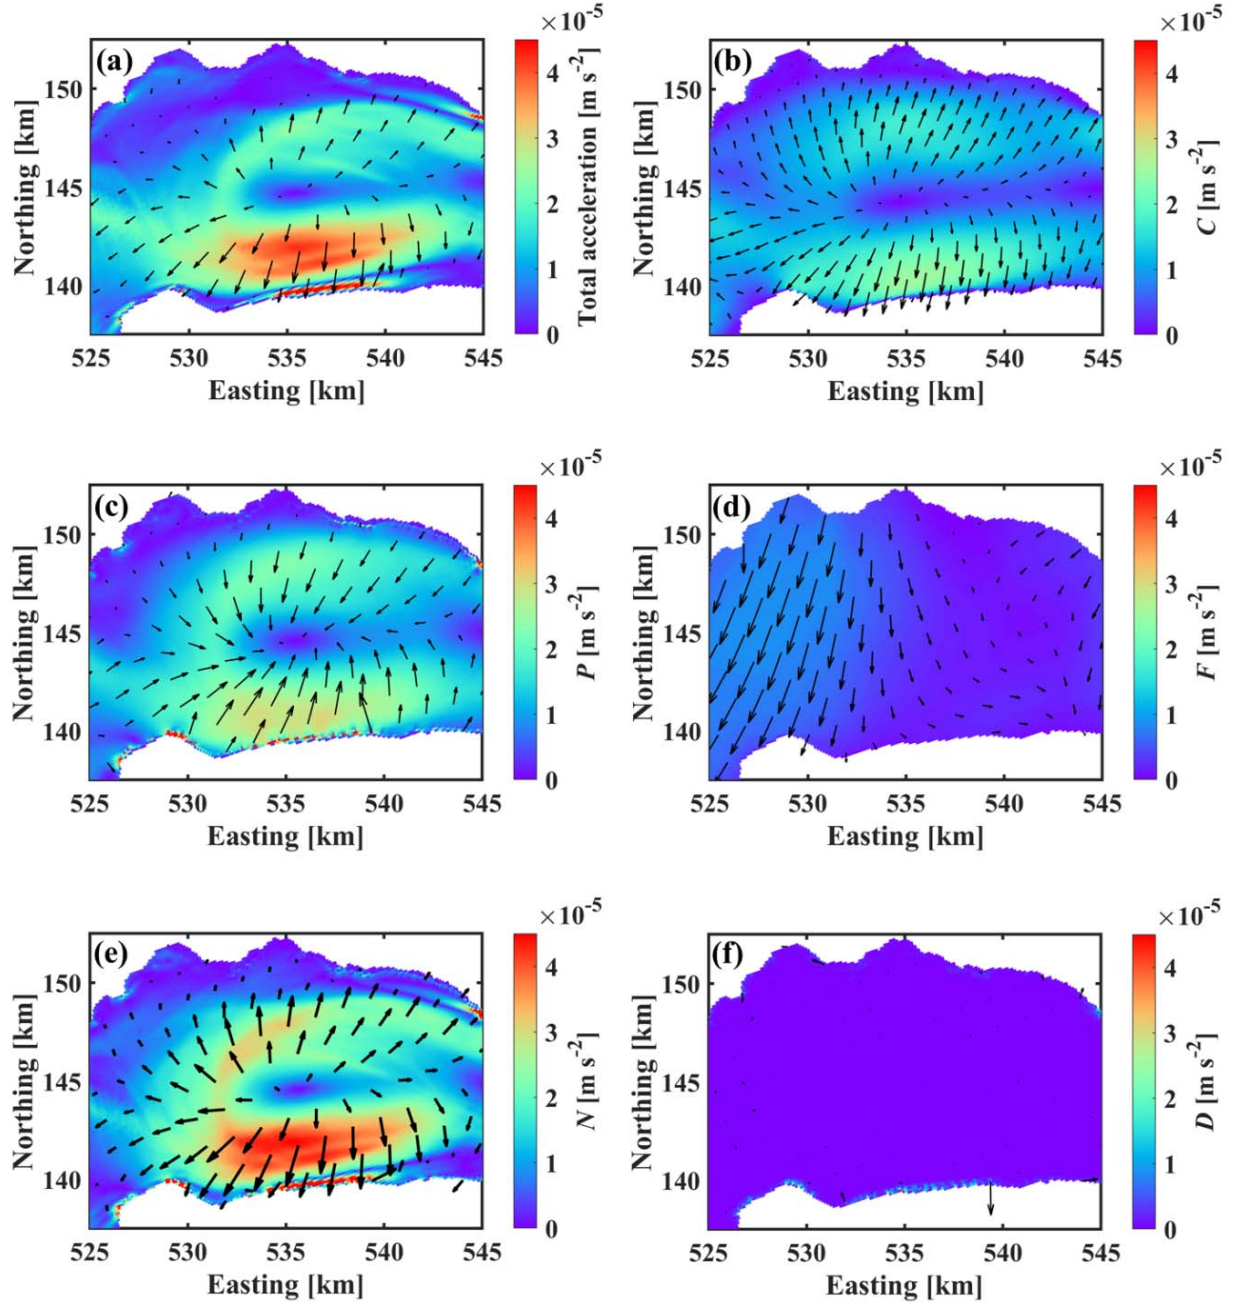 ×10⁻⁵ ×10⁻⁵
(a) (b)
150 150
145 145
140 140
Northing [km] Northing [km]
525 530 535 540 545 525 530 535 540 545
Easting [km] Easting [km]
4 4
3 3
2 2
1 1
0 0
Total acceleration [m s⁻²] C [m s⁻²]
×10⁻⁵ ×10⁻⁵
(c) (d)
150 150
145 145
140 140
Northing [km] Northing [km]
525 530 535 540 545 525 530 535 540 545
Easting [km] Easting [km]
4 4
3 3
2 2
1 1
0 0
P [m s⁻²] F [m s⁻²]
×10⁻⁵ ×10⁻⁵
(e) (f)
150 150
145 145
140 140
Northing [km] Northing [km]
525 530 535 540 545 525 530 535 540 545
Easting [km] Easting [km]
4 4
3 3
2 2
1 1
0 0
N [m s⁻²] D [m s⁻²]